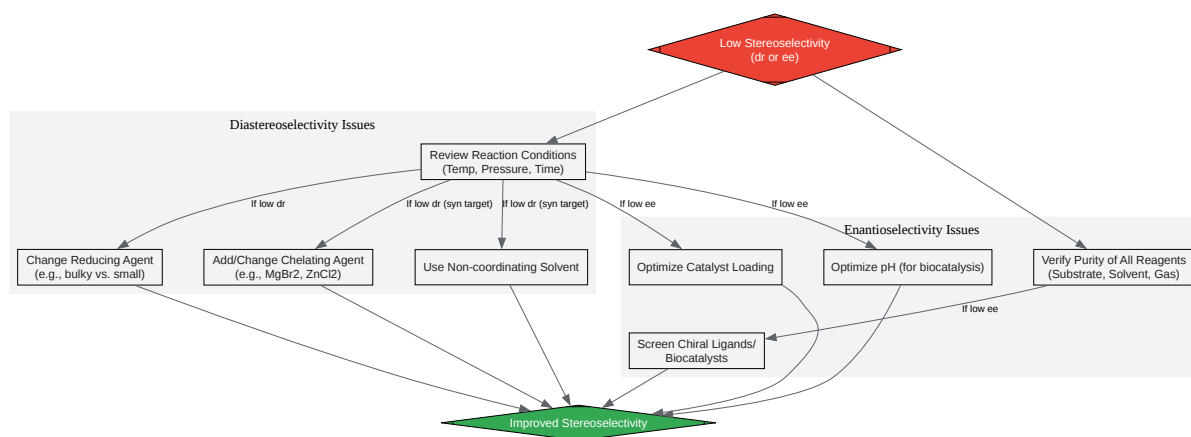 Low Stereoselectivity
(dr or ee)
Diastereoselectivity Issues
Review Reaction Conditions
(Temp, Pressure, Time)
If low dr
If low dr (syn target)
If low dr (syn target)
If low ee
If low ee
Enantioselectivity Issues
Change Reducing Agent
(e.g., bulky vs. small)
Add/Change Chelating Agent
(e.g., MgBr2, ZnCl2)
Use Non-coordinating Solvent
Optimize Catalyst Loading
Optimize pH (for biocatalysis)
Verify Purity of All Reagents
(Substrate, Solvent, Gas)
If low ee
Screen Chiral Ligands/
Biocatalysts
Improved Stereoselectivity